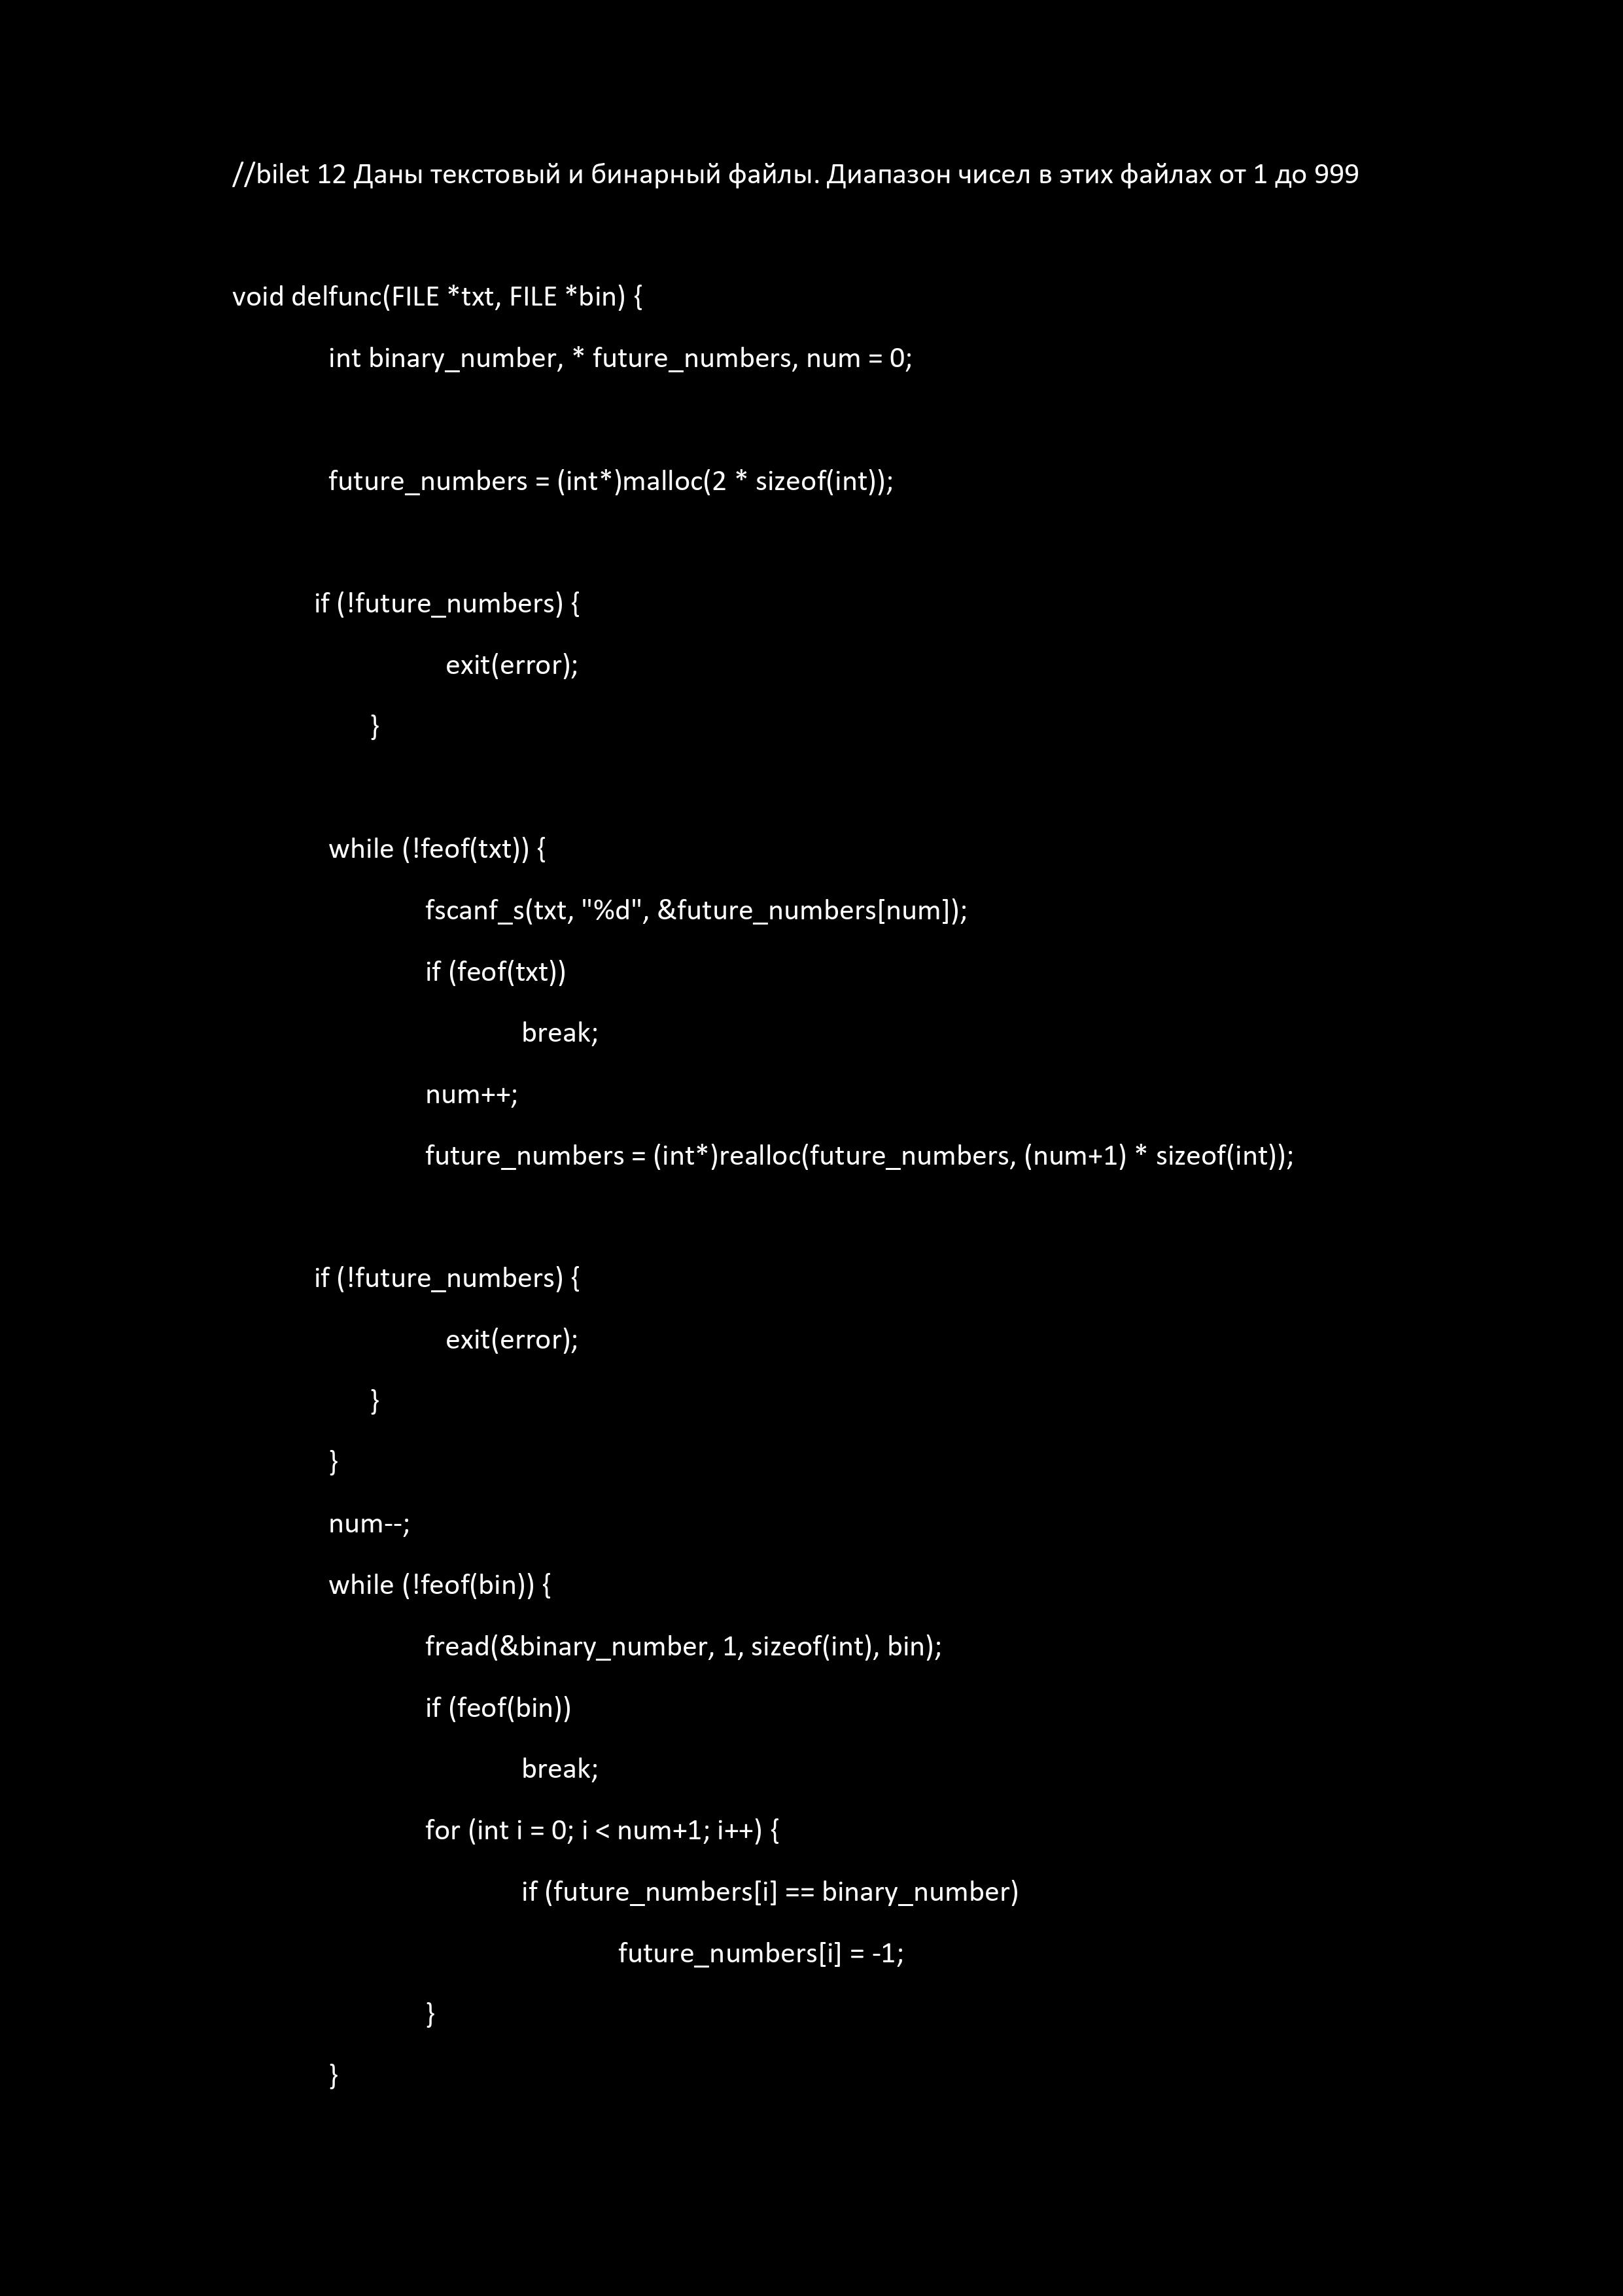 //bilet 12 Даны текстовый и бинарный файлы. Диапазон чисел в этих файлах от 1 до 999
void delfunc(FILE *txt, FILE *bin) {
int binary_number, * future_numbers, num = 0;
future_numbers = (int*)malloc(2 * sizeof(int));
if (!future_numbers) {
exit(error);
}
while (!feof(txt)) {
fscanf_s(txt, "%d", &future_numbers[num]);
if (feof(txt))
break;
num++;
future_numbers = (int*)realloc(future_numbers, (num+1) * sizeof(int));
if (!future_numbers) {
exit(error);
}
}
num--;
while (!feof(bin)) {
fread(&binary_number, 1, sizeof(int), bin);
if (feof(bin))
break;
for (int i = 0; i < num+1; i++) {
if (future_numbers[i] == binary_number)
future_numbers[i] = -1;
}
}